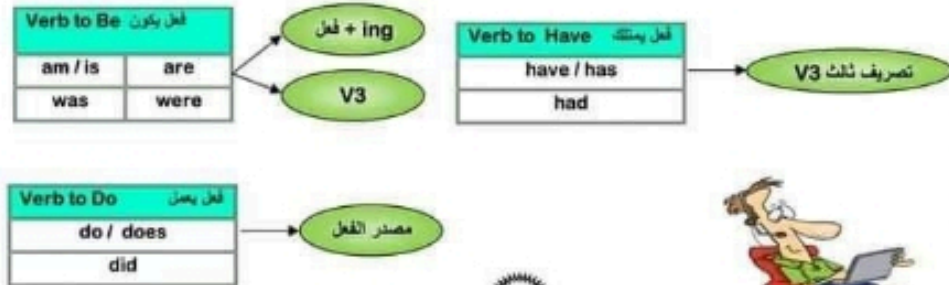 Verb to Be فعل يكون
am / is are
was were
فعل + ing
V3
Verb to Have فعل يمتلك
have / has
had
تصريف ثالث V3
Verb to Do فعل يعمل
do / does
did
مصدر الفعل